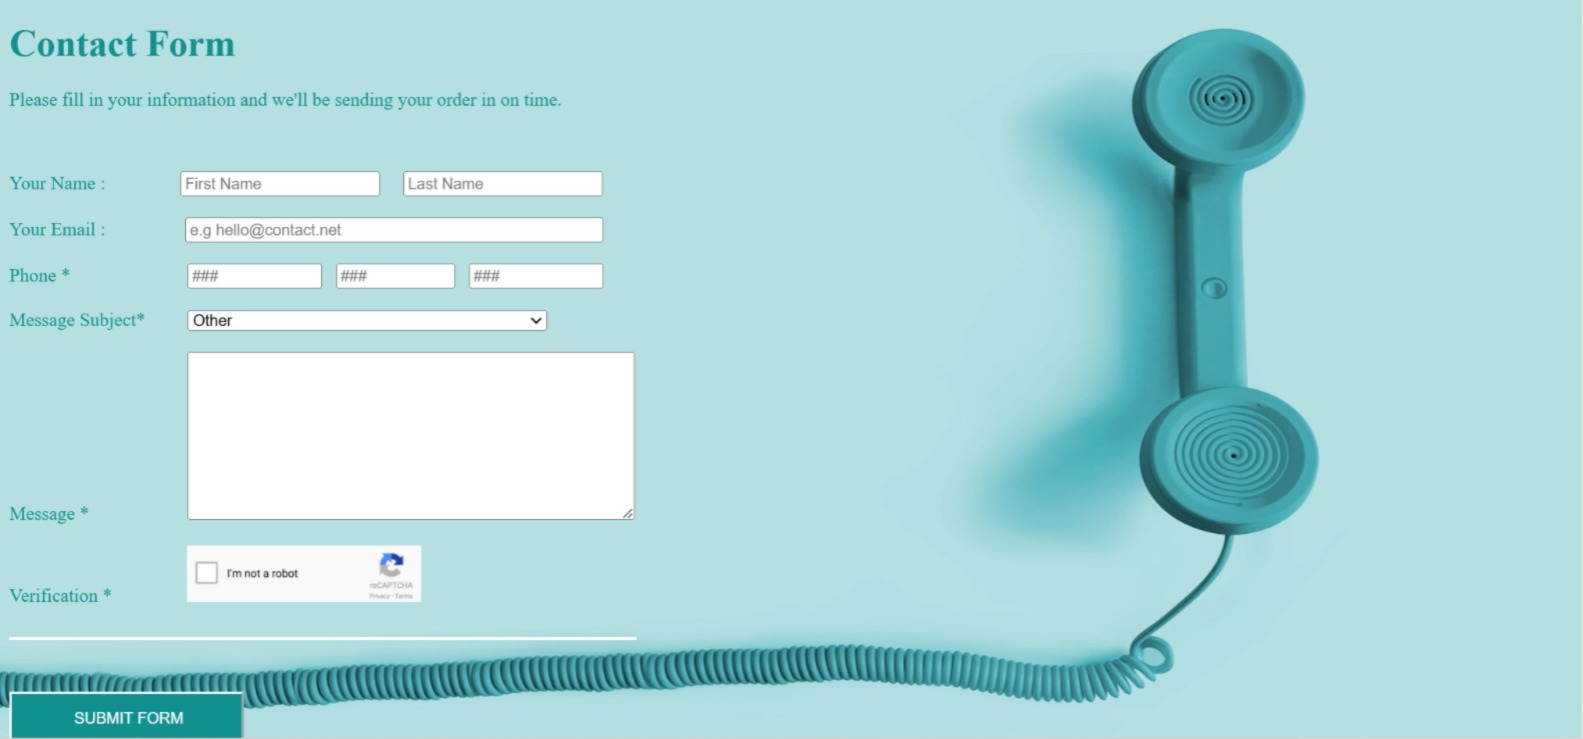 Contact Form
Please fill in your information and we'll be sending your order in on time.
Your Name : First Name Last Name
Your Email : e.g hello@contact.net
Phone * ### ### ###
Message Subject* Other
Message *
I'm not a robot
reCAPTCHA
Privacy - Terms
Verification *
SUBMIT FORM